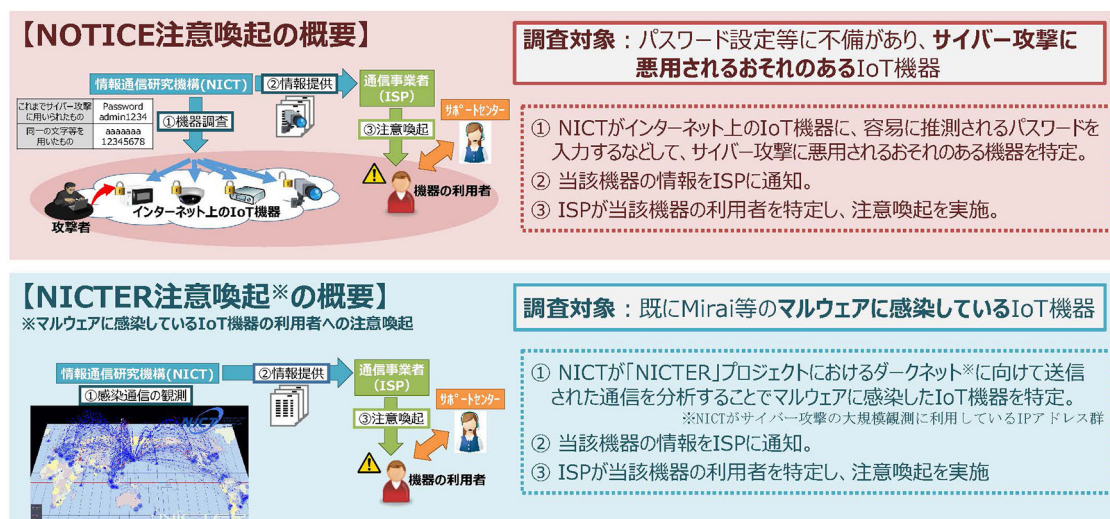 【NOTICE注意喚起の概要】
情報通信研究機構(NICT)
②情報提供
通信事業者
（ISP）
サポートセンター
これまでサイバー攻撃
に用いられたもの
Password
admin1234
同一の文字等を
用いたもの
aaaaaa
12345678
①機器調査
③注意喚起
機器の利用者
インターネット上のIoT機器
攻撃者
調査対象：パスワード設定等に不備があり、サイバー攻撃に
悪用されるおそれのあるIoT機器
① NICTがインターネット上のIoT機器に、容易に推測されるパスワードを
入力するなどして、サイバー攻撃に悪用されるおそれのある機器を特定。
② 当該機器の情報をISPに通知。
③ ISPが当該機器の利用者を特定し、注意喚起を実施。
【NICTER注意喚起※の概要】
※マルウェアに感染しているIoT機器の利用者への注意喚起
情報通信研究機構(NICT)
②情報提供
通信事業者
（ISP）
サポートセンター
①感染通信の観測
③注意喚起
機器の利用者
調査対象：既にMirai等のマルウェアに感染しているIoT機器
① NICTが「NICTER」プロジェクトにおけるダークネット※に向けて送信
された通信を分析することでマルウェアに感染したIoT機器を特定。
※NICTがサイバー攻撃の大規模観測に利用しているIPアドレス群
② 当該機器の情報をISPに通知。
③ ISPが当該機器の利用者を特定し、注意喚起を実施